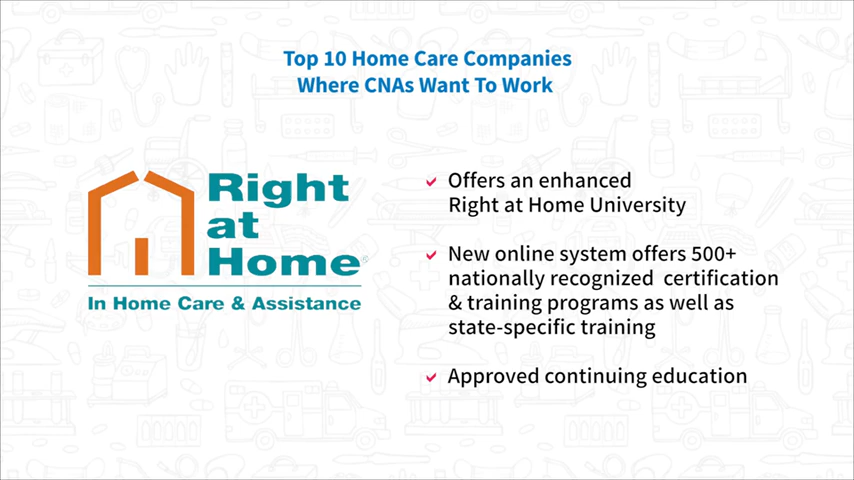 Top 10 Home Care Companies
Where CNAs Want To Work
Right
at
Home
In Home Care & Assistance
Offers an enhanced
Right at Home University
New online system offers 500+
nationally recognized certification
& training programs as well as
state-specific training
Approved continuing education